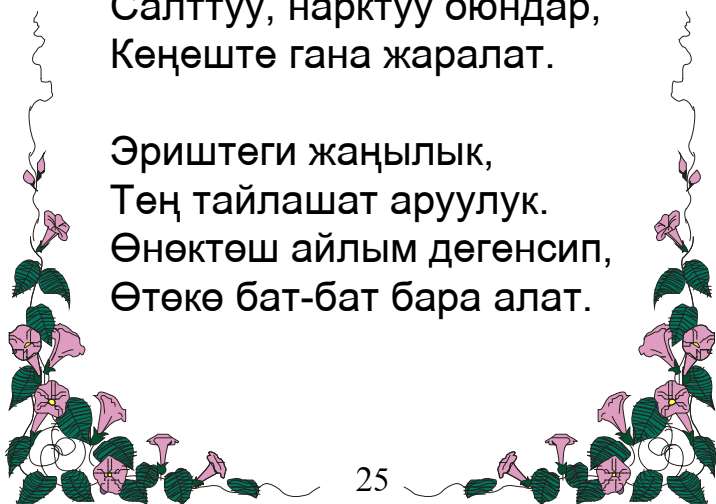 Салттуу, нарктуу оюндар,
Кеңеште гана жаралат.
Эриштеги жаңылык,
Тең тайлашат аруулук.
Өнөктөш айлым дегенсип,
Өтөкө бат-бат бара алат.
25